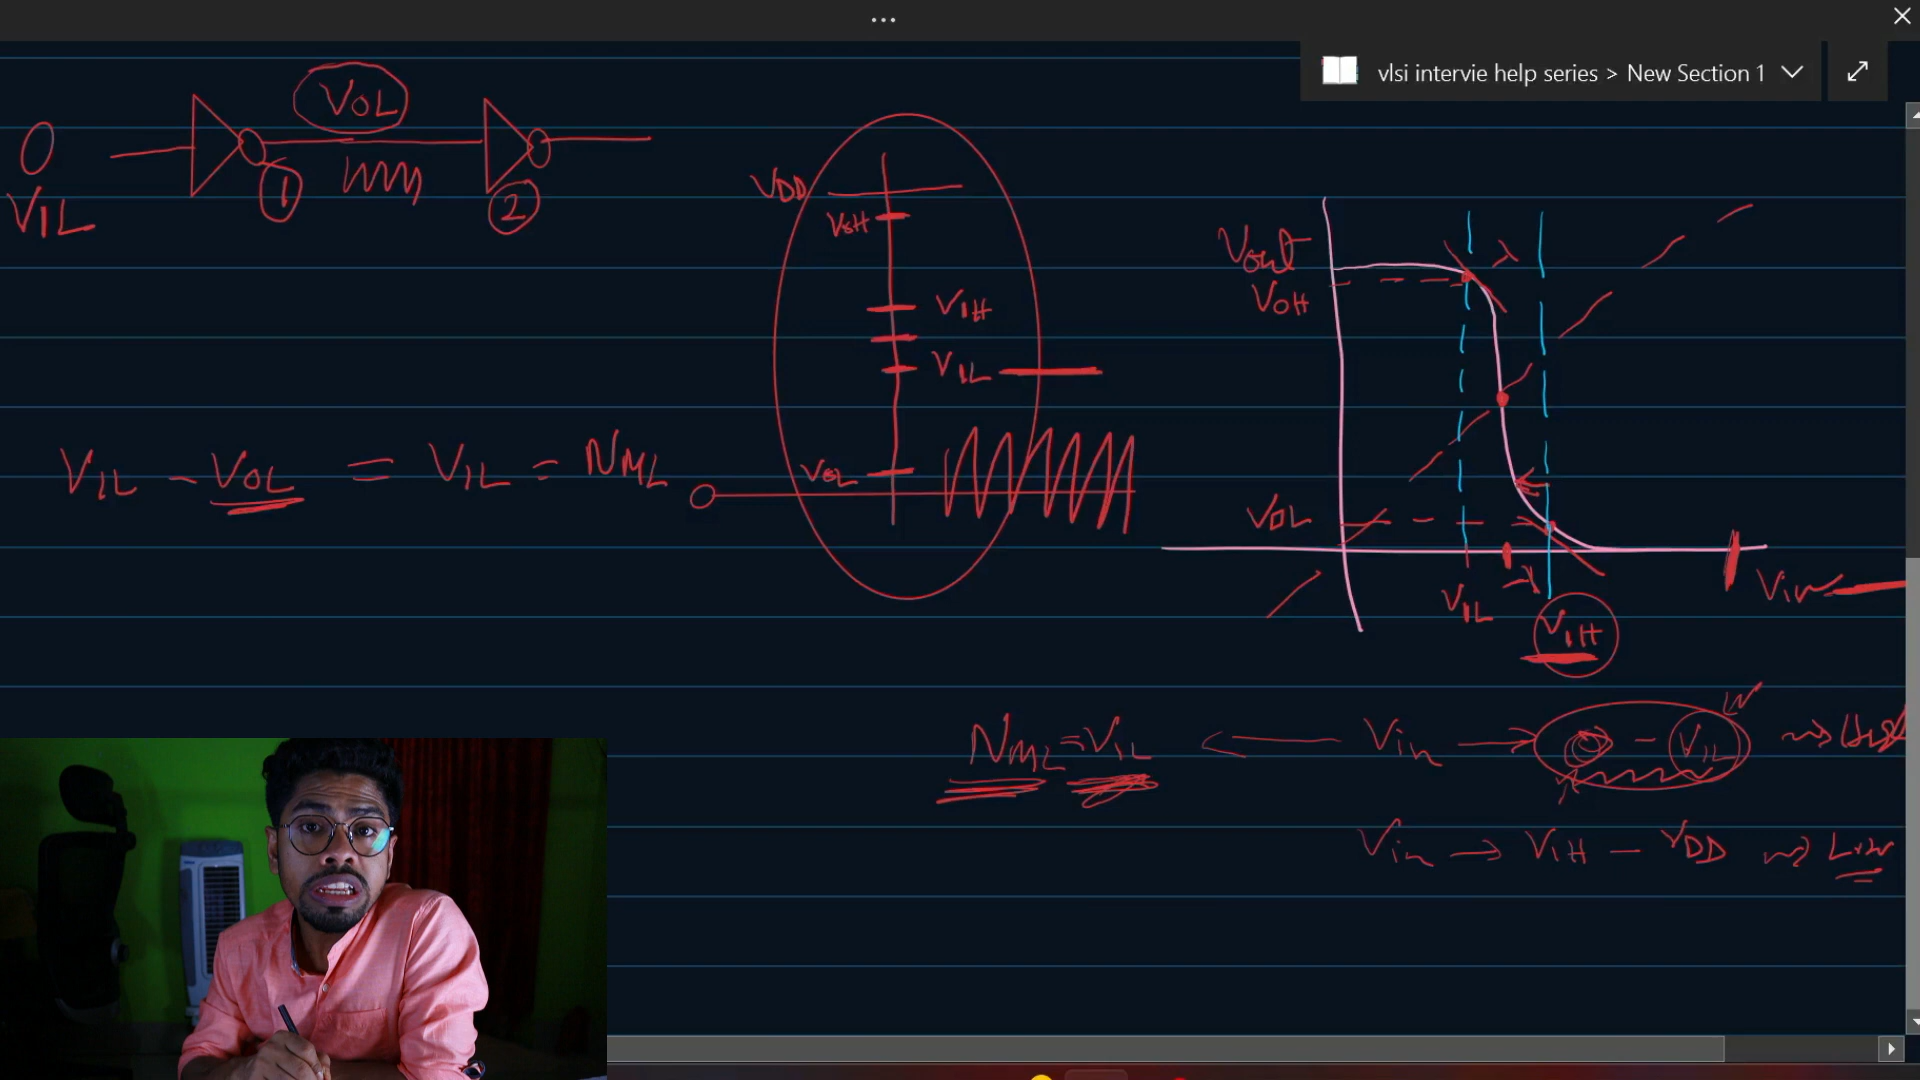 vlsi intervie help series > New Section 1
VOL
1
2
VIL
VDD
VOH
VIH
VIL
VIL - VOL = VIL = NML
VOL
Vout
VOH
VOL
VIL
VIH
Vin
NML = VIL
Vin → 0 - VIL
Vin → VIH - VDD ⇝ Low